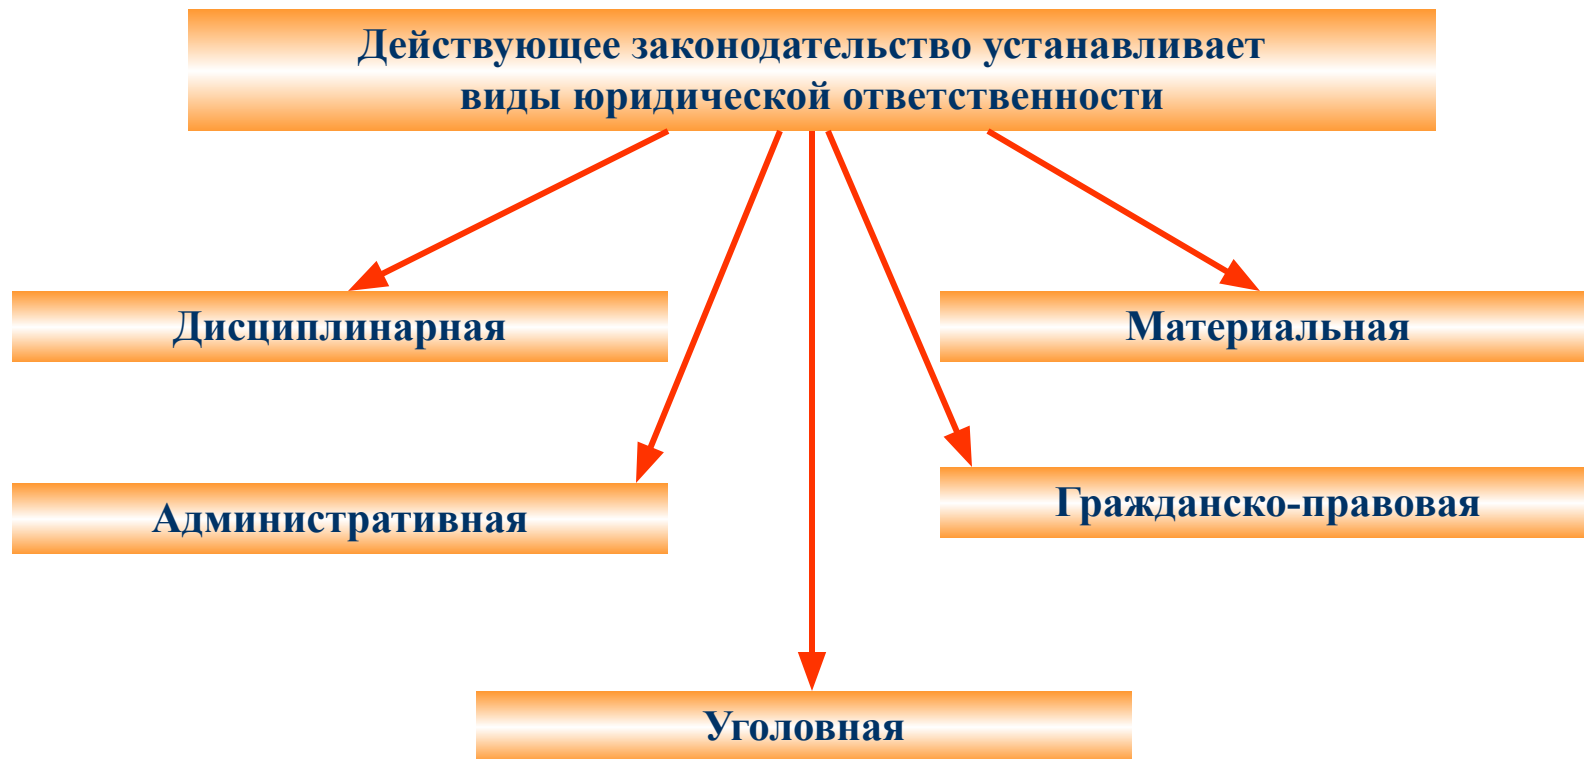 Действующее законодательство устанавливает
виды юридической ответственности
Дисциплинарная
Материальная
Административная
Гражданско-правовая
Уголовная